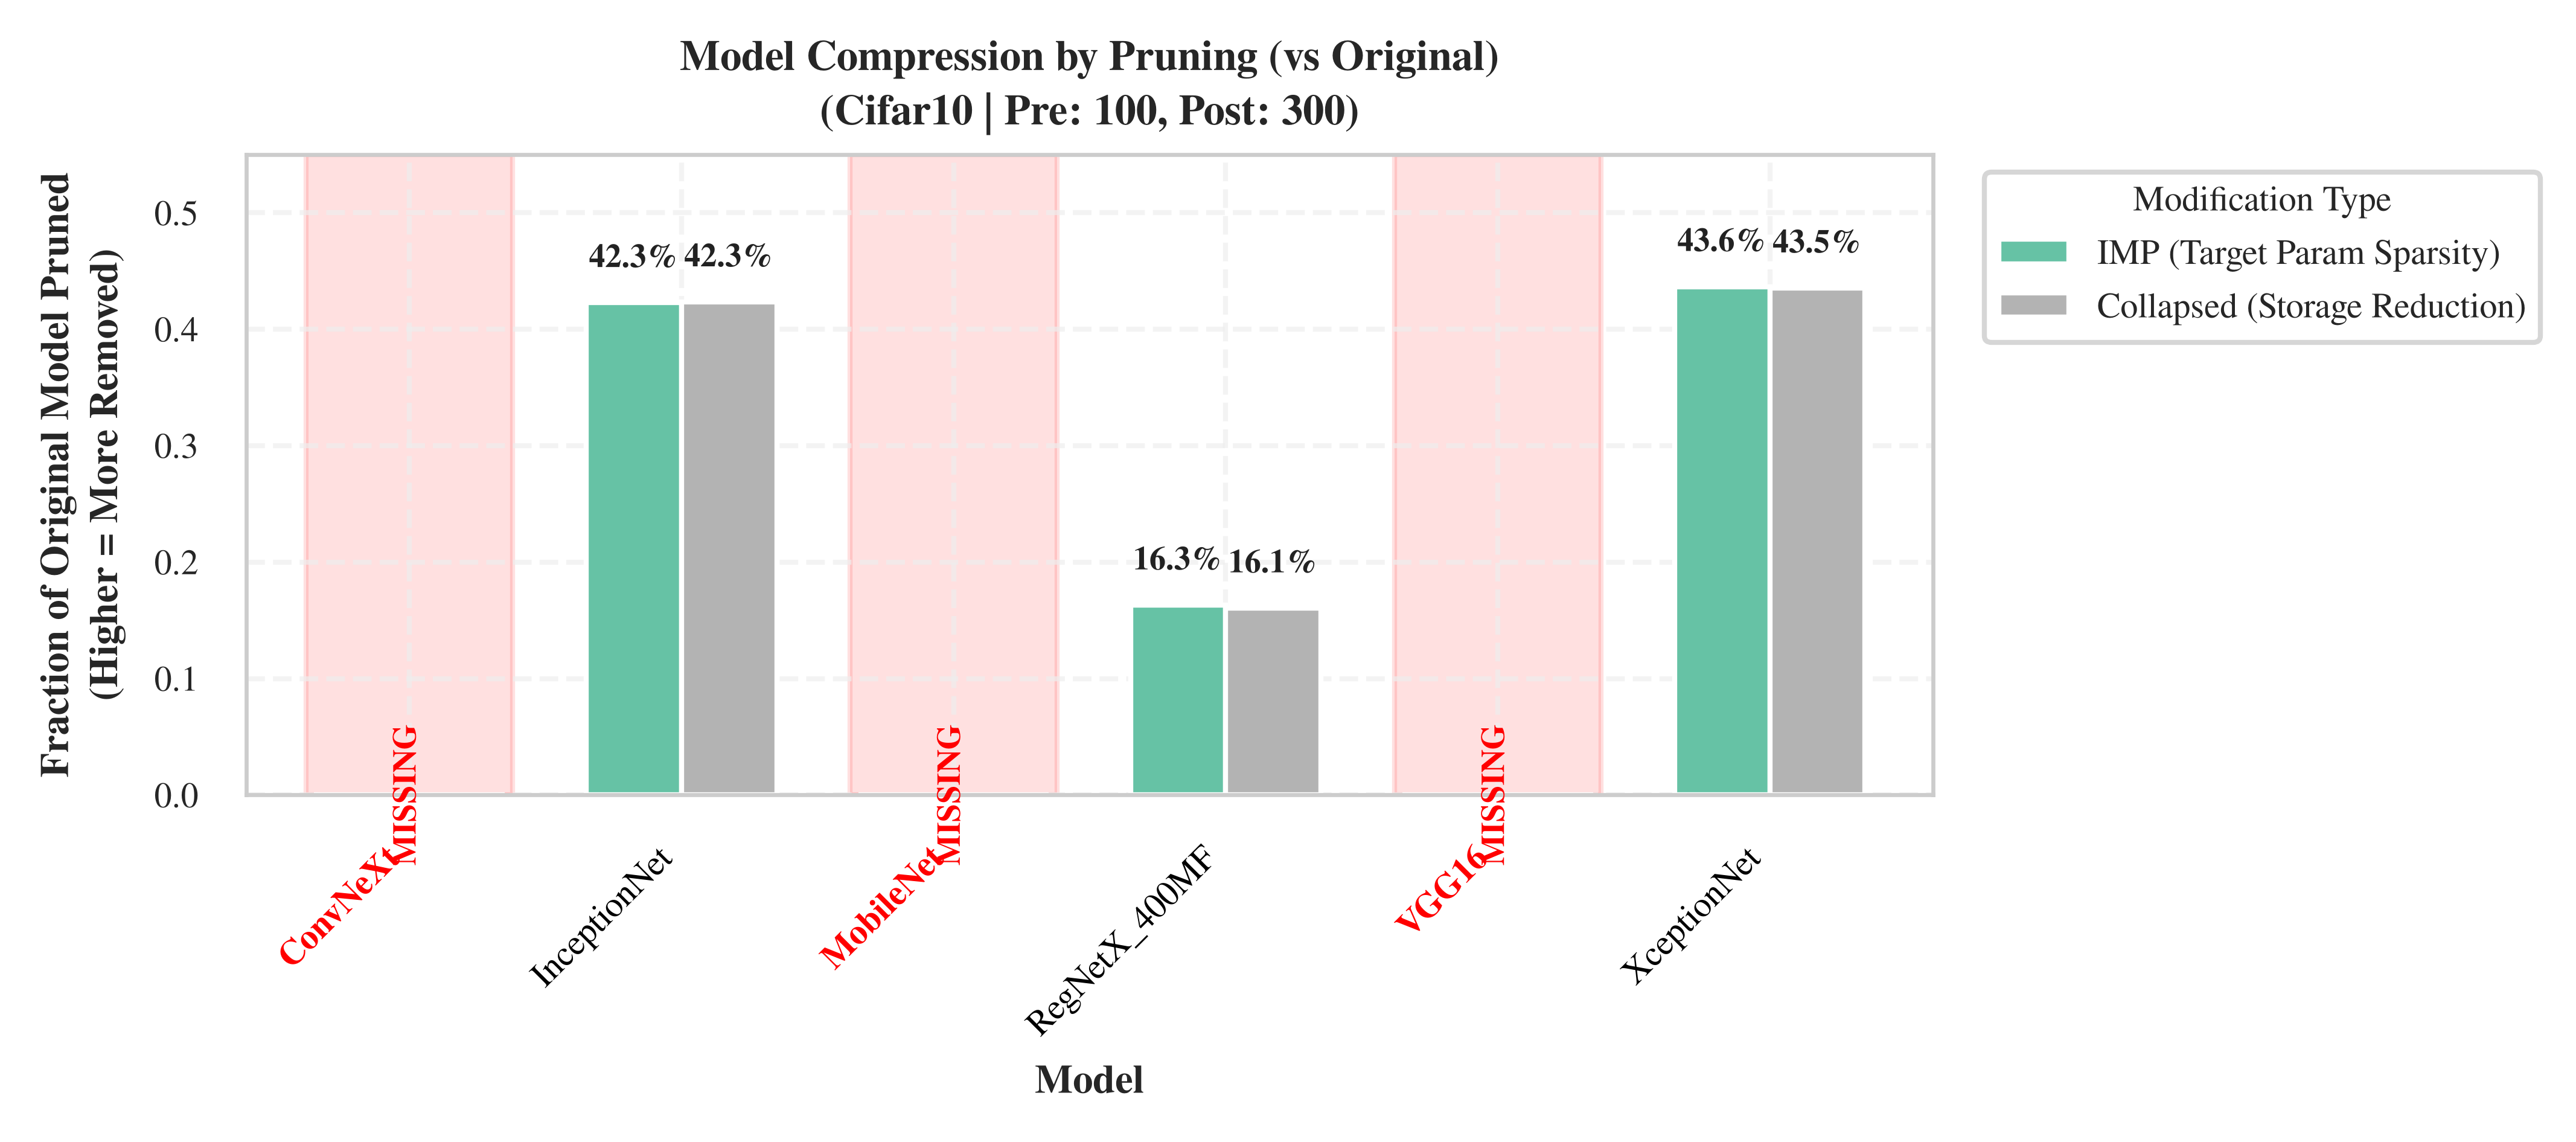 Model Compression by Pruning (vs Original)
(Cifar10 | Pre: 100, Post: 300)
Fraction of Original Model Pruned
(Higher = More Removed)
0.5
0.4
0.3
0.2
0.1
0.0
42.3%
42.3%
16.3%
16.1%
43.6%
43.5%
MISSING
MISSING
MISSING
ConvNeXt
InceptionNet
MobileNet
RegNetX_400MF
VGG16
XceptionNet
Model
Modification Type
IMP (Target Param Sparsity)
Collapsed (Storage Reduction)